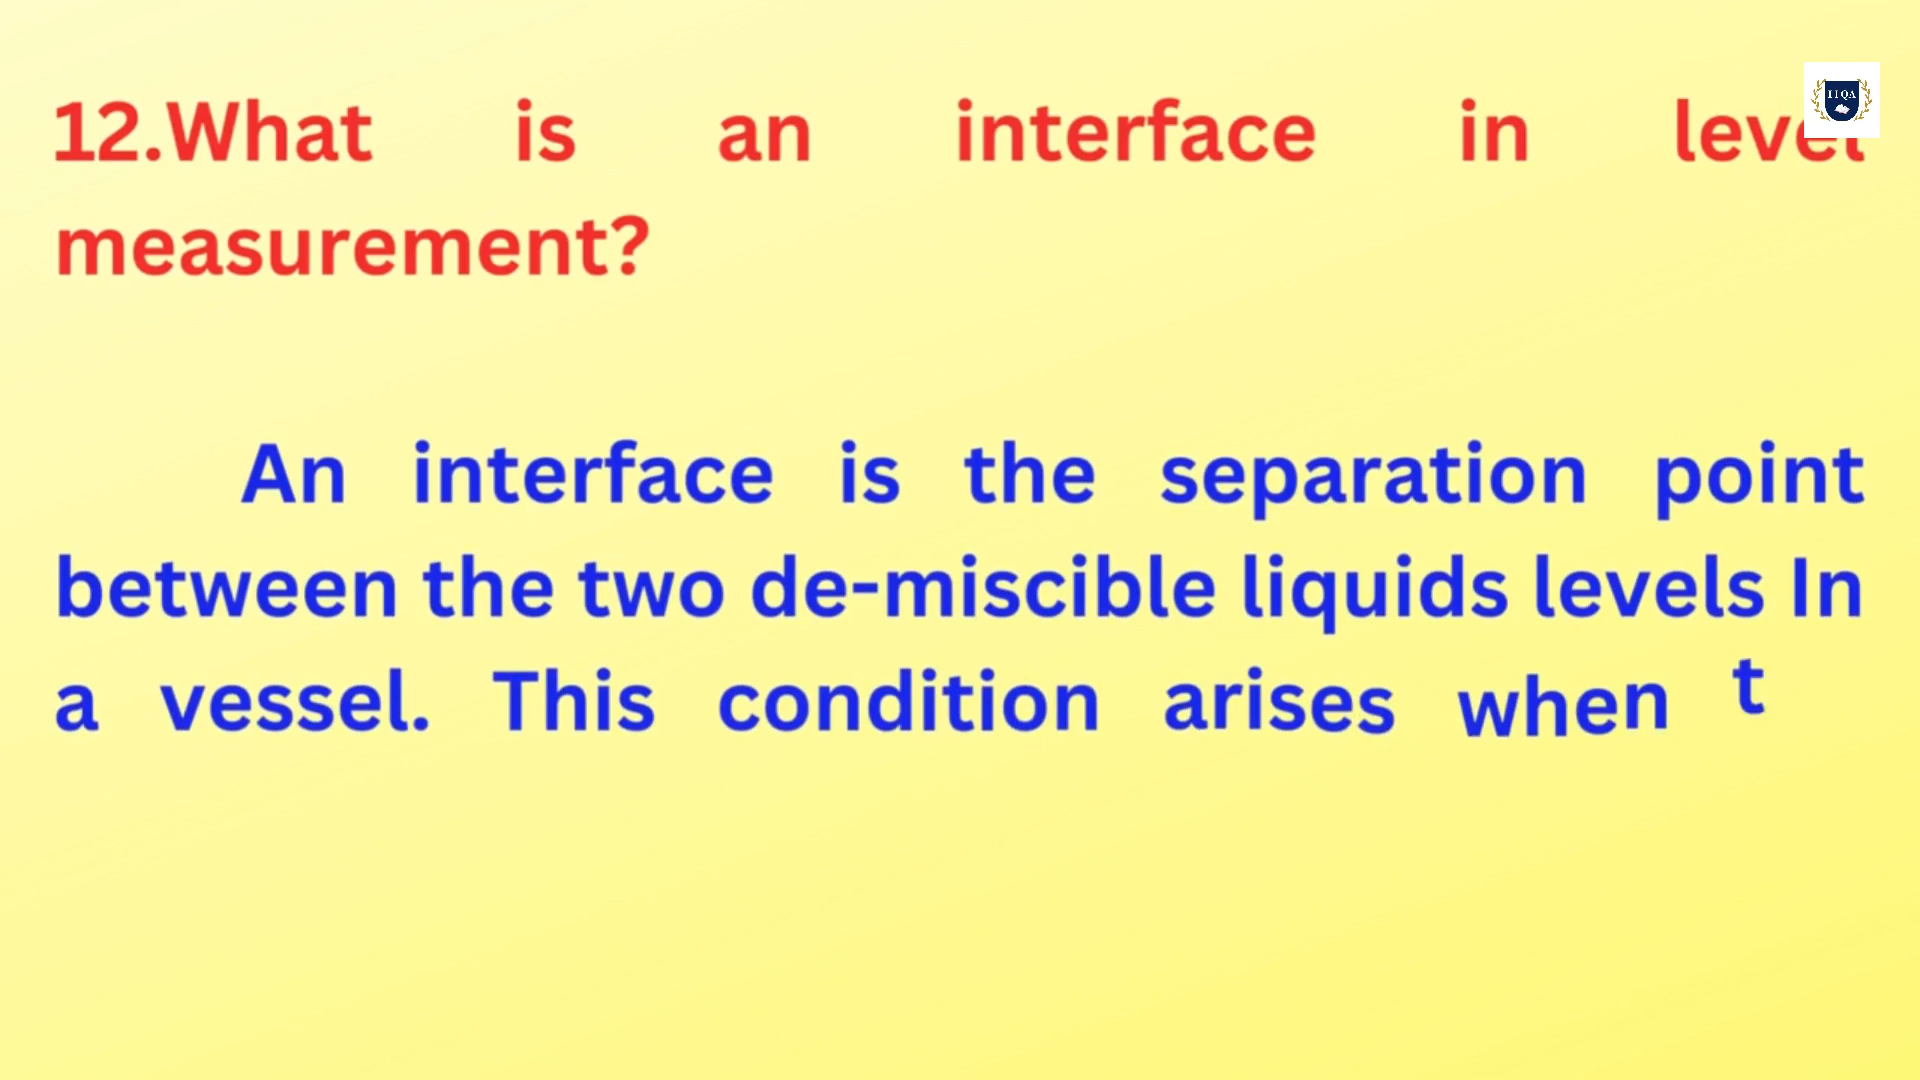 IIQA
12.What is an interface in level
measurement?
An interface is the separation point
between the two de-miscible liquids levels In
a vessel. This condition arises when t